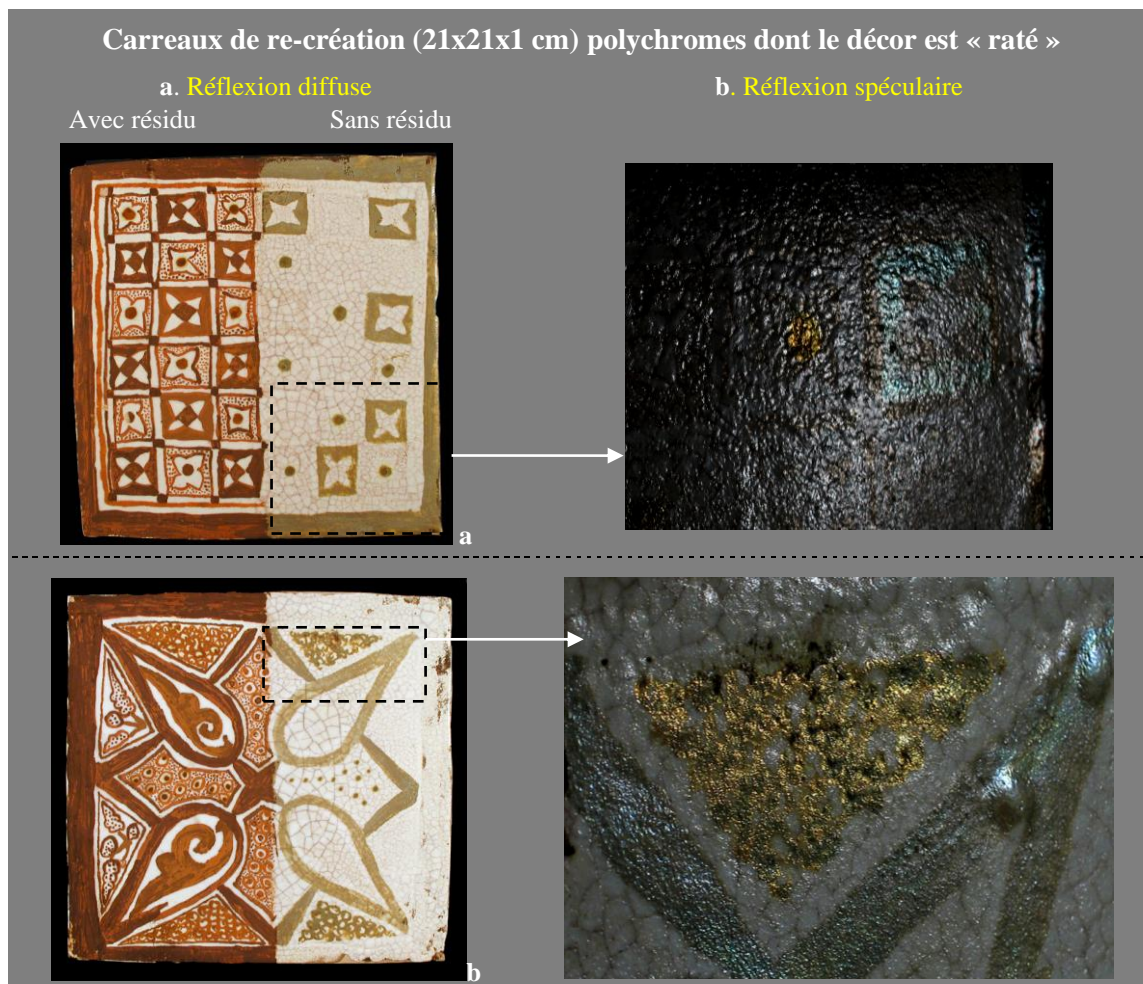 Carreaux de re-création (21x21x1 cm) polychromes dont le décor est « raté »
a. Réflexion diffuse
b. Réflexion spéculaire
Avec résidu
Sans résidu
a
b